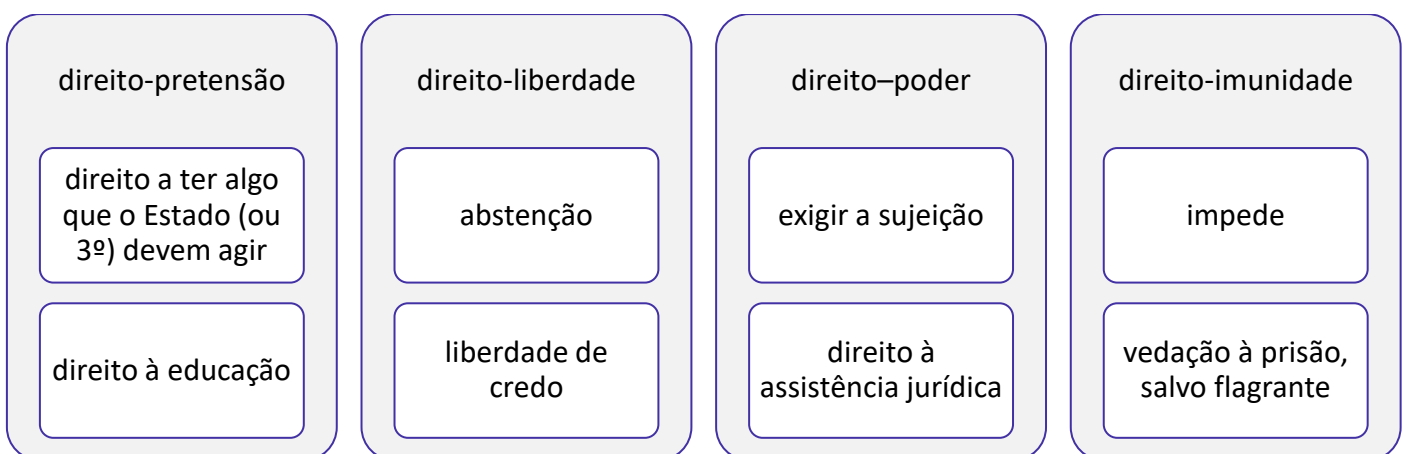 direito-pretensão
direito a ter algo
que o Estado (ou
3º) devem agir
direito à educação
direito-liberdade
abstenção
liberdade de
credo
direito–poder
exigir a sujeição
direito à
assistência jurídica
direito-imunidade
impede
vedação à prisão,
salvo flagrante